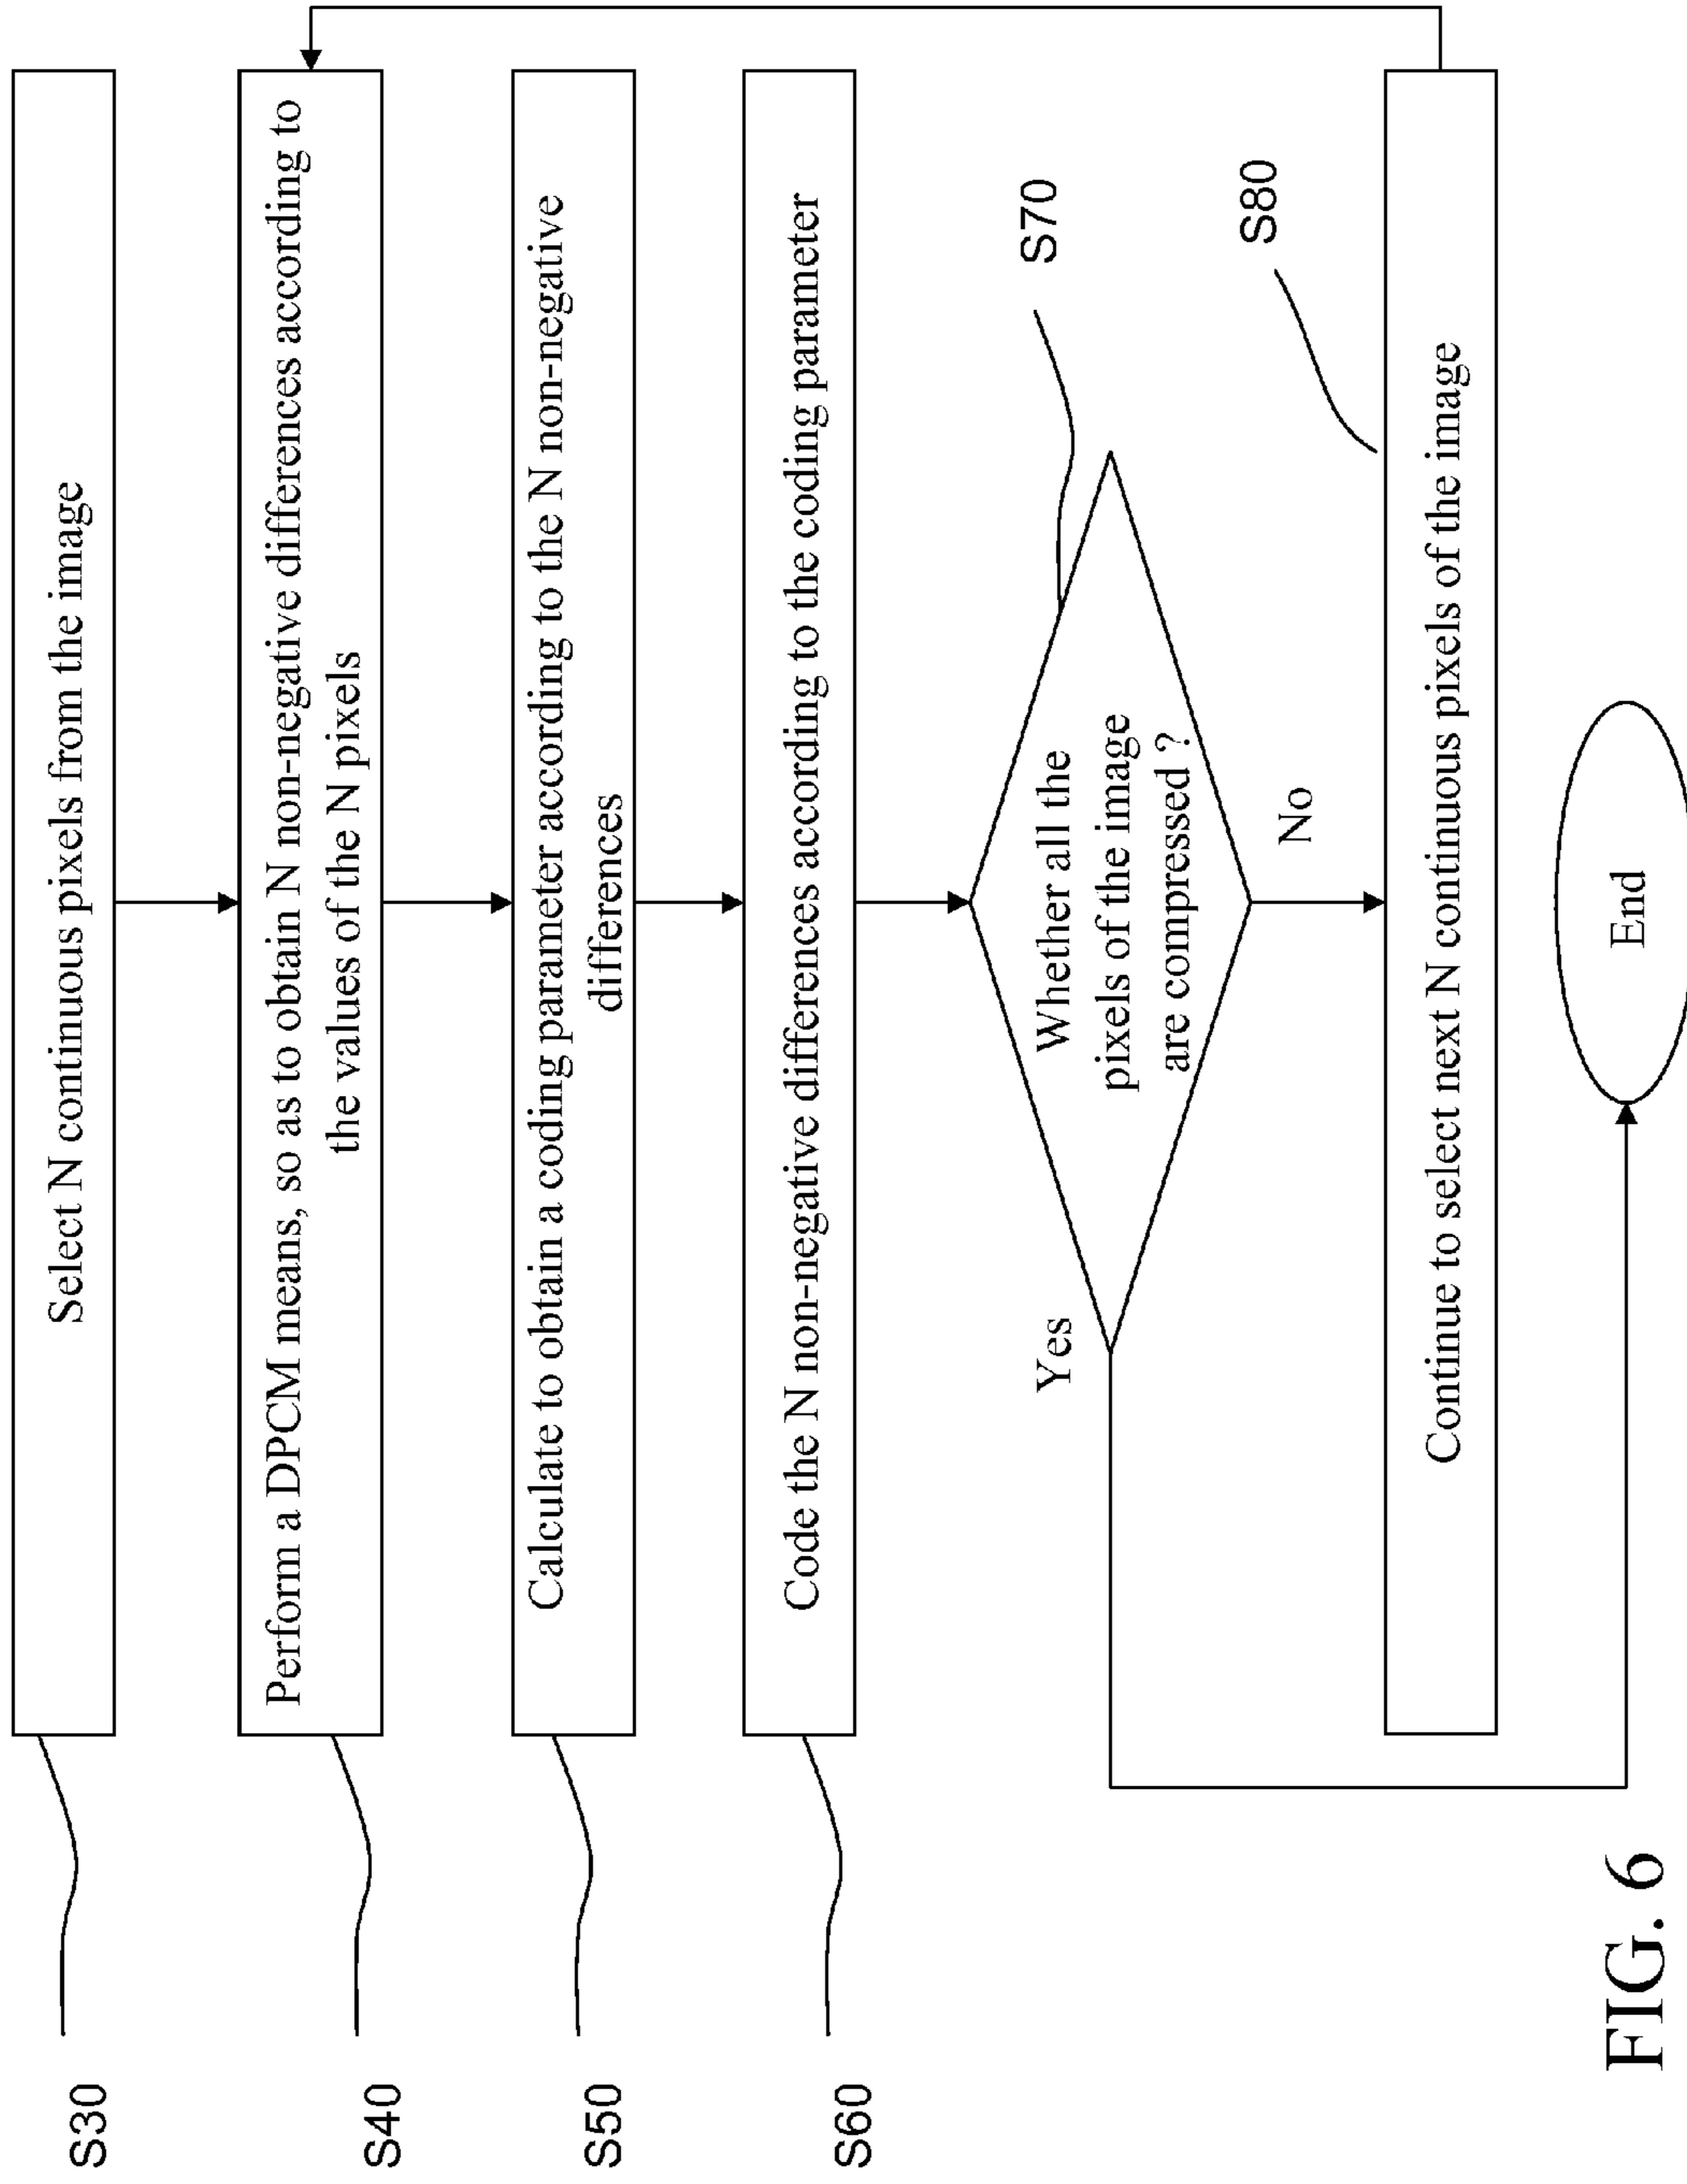 S30
Select N continuous pixels from the image
S40
Perform a DPCM means, so as to obtain N non-negative differences according to
the values of the N pixels
S50
Calculate to obtain a coding parameter according to the N non-negative
differences
S60
Code the N non-negative differences according to the coding parameter
S70
Yes
Whether all the
pixels of the image
are compressed ?
No
S80
Continue to select next N continuous pixels of the image
End
FIG. 6